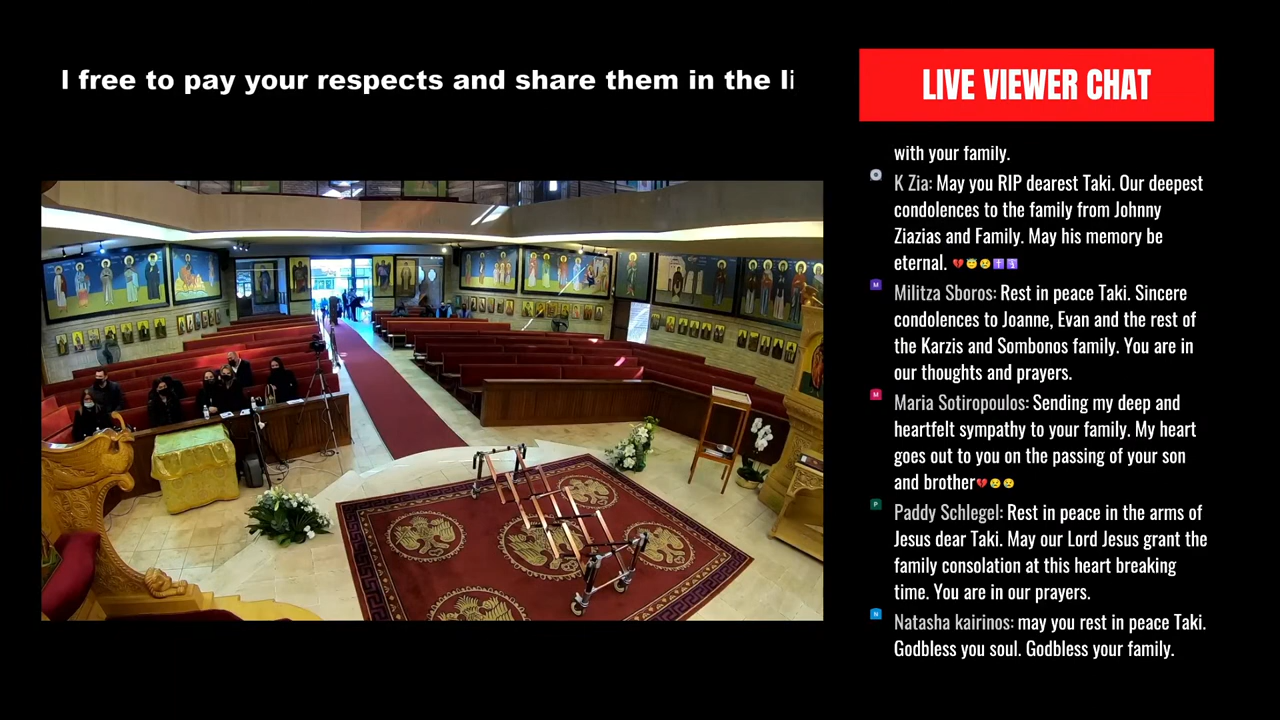 I free to pay your respects and share them in the li
LIVE VIEWER CHAT
with your family.
K Zia: May you RIP dearest Taki. Our deepest
condolences to the family from Johnny
Ziazias and Family. May his memory be
eternal. 💔😇😢✝️🛐
Militza Sboros: Rest in peace Taki. Sincere
condolences to Joanne, Evan and the rest of
the Karzis and Sombonos family. You are in
our thoughts and prayers.
Maria Sotiropoulos: Sending my deep and
heartfelt sympathy to your family. My heart
goes out to you on the passing of your son
and brother💔😢😢
Paddy Schlegel: Rest in peace in the arms of
Jesus dear Taki. May our Lord Jesus grant the
family consolation at this heart breaking
time. You are in our prayers.
Natasha kairinos: may you rest in peace Taki.
Godbless you soul. Godbless your family.